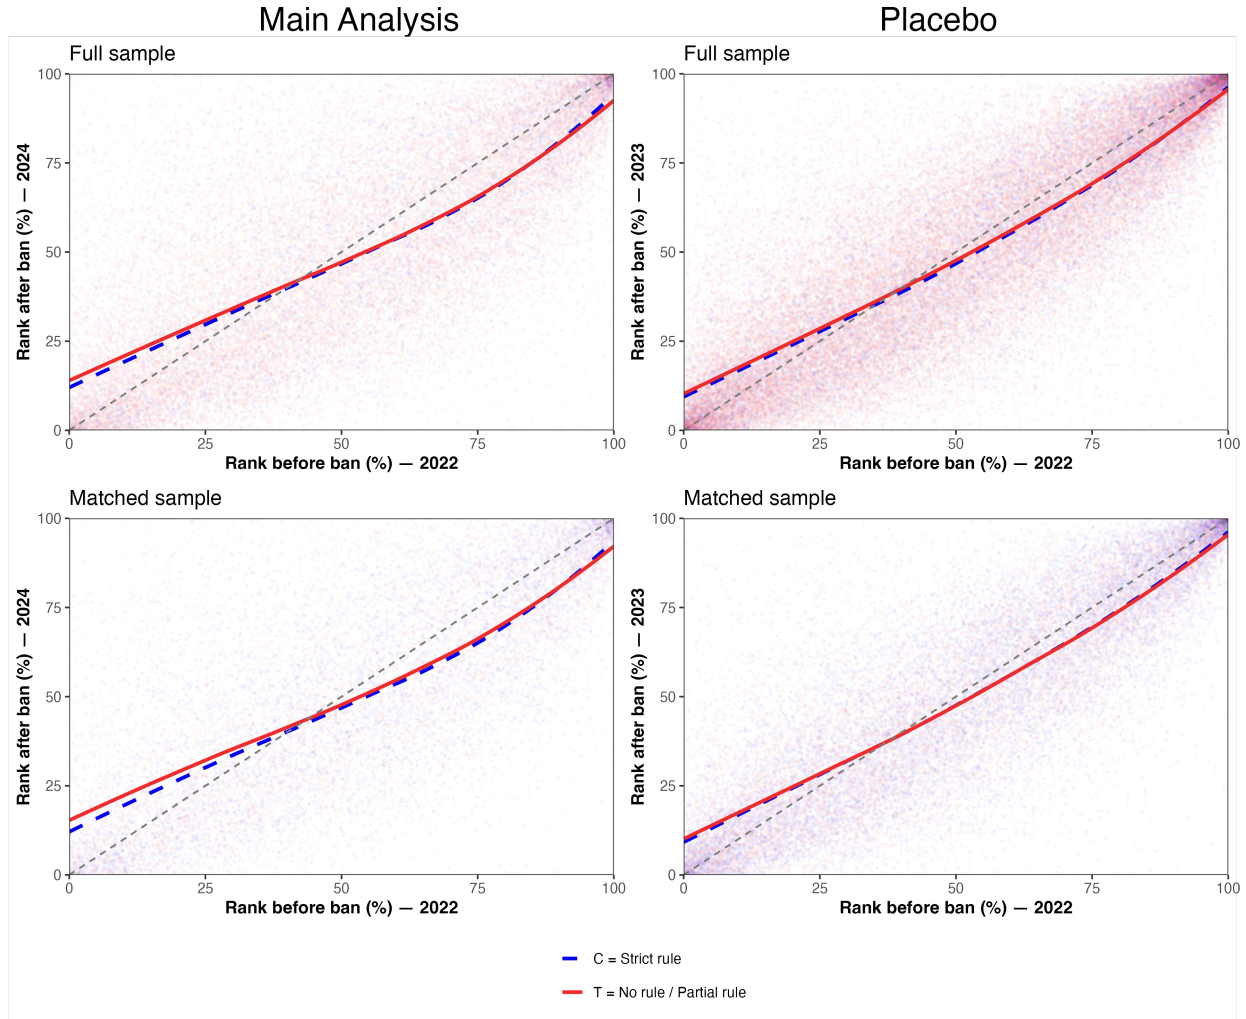 Main Analysis
Placebo
Full sample
Full sample
100
75
50
25
0
0
25
50
75
100
Rank after ban (%) — 2024
Rank before ban (%) — 2022
100
75
50
25
0
0
25
50
75
100
Rank after ban (%) — 2023
Rank before ban (%) — 2022
Matched sample
Matched sample
100
75
50
25
0
0
25
50
75
100
Rank after ban (%) — 2024
Rank before ban (%) — 2022
100
75
50
25
0
0
25
50
75
100
Rank after ban (%) — 2023
Rank before ban (%) — 2022
C = Strict rule
T = No rule / Partial rule